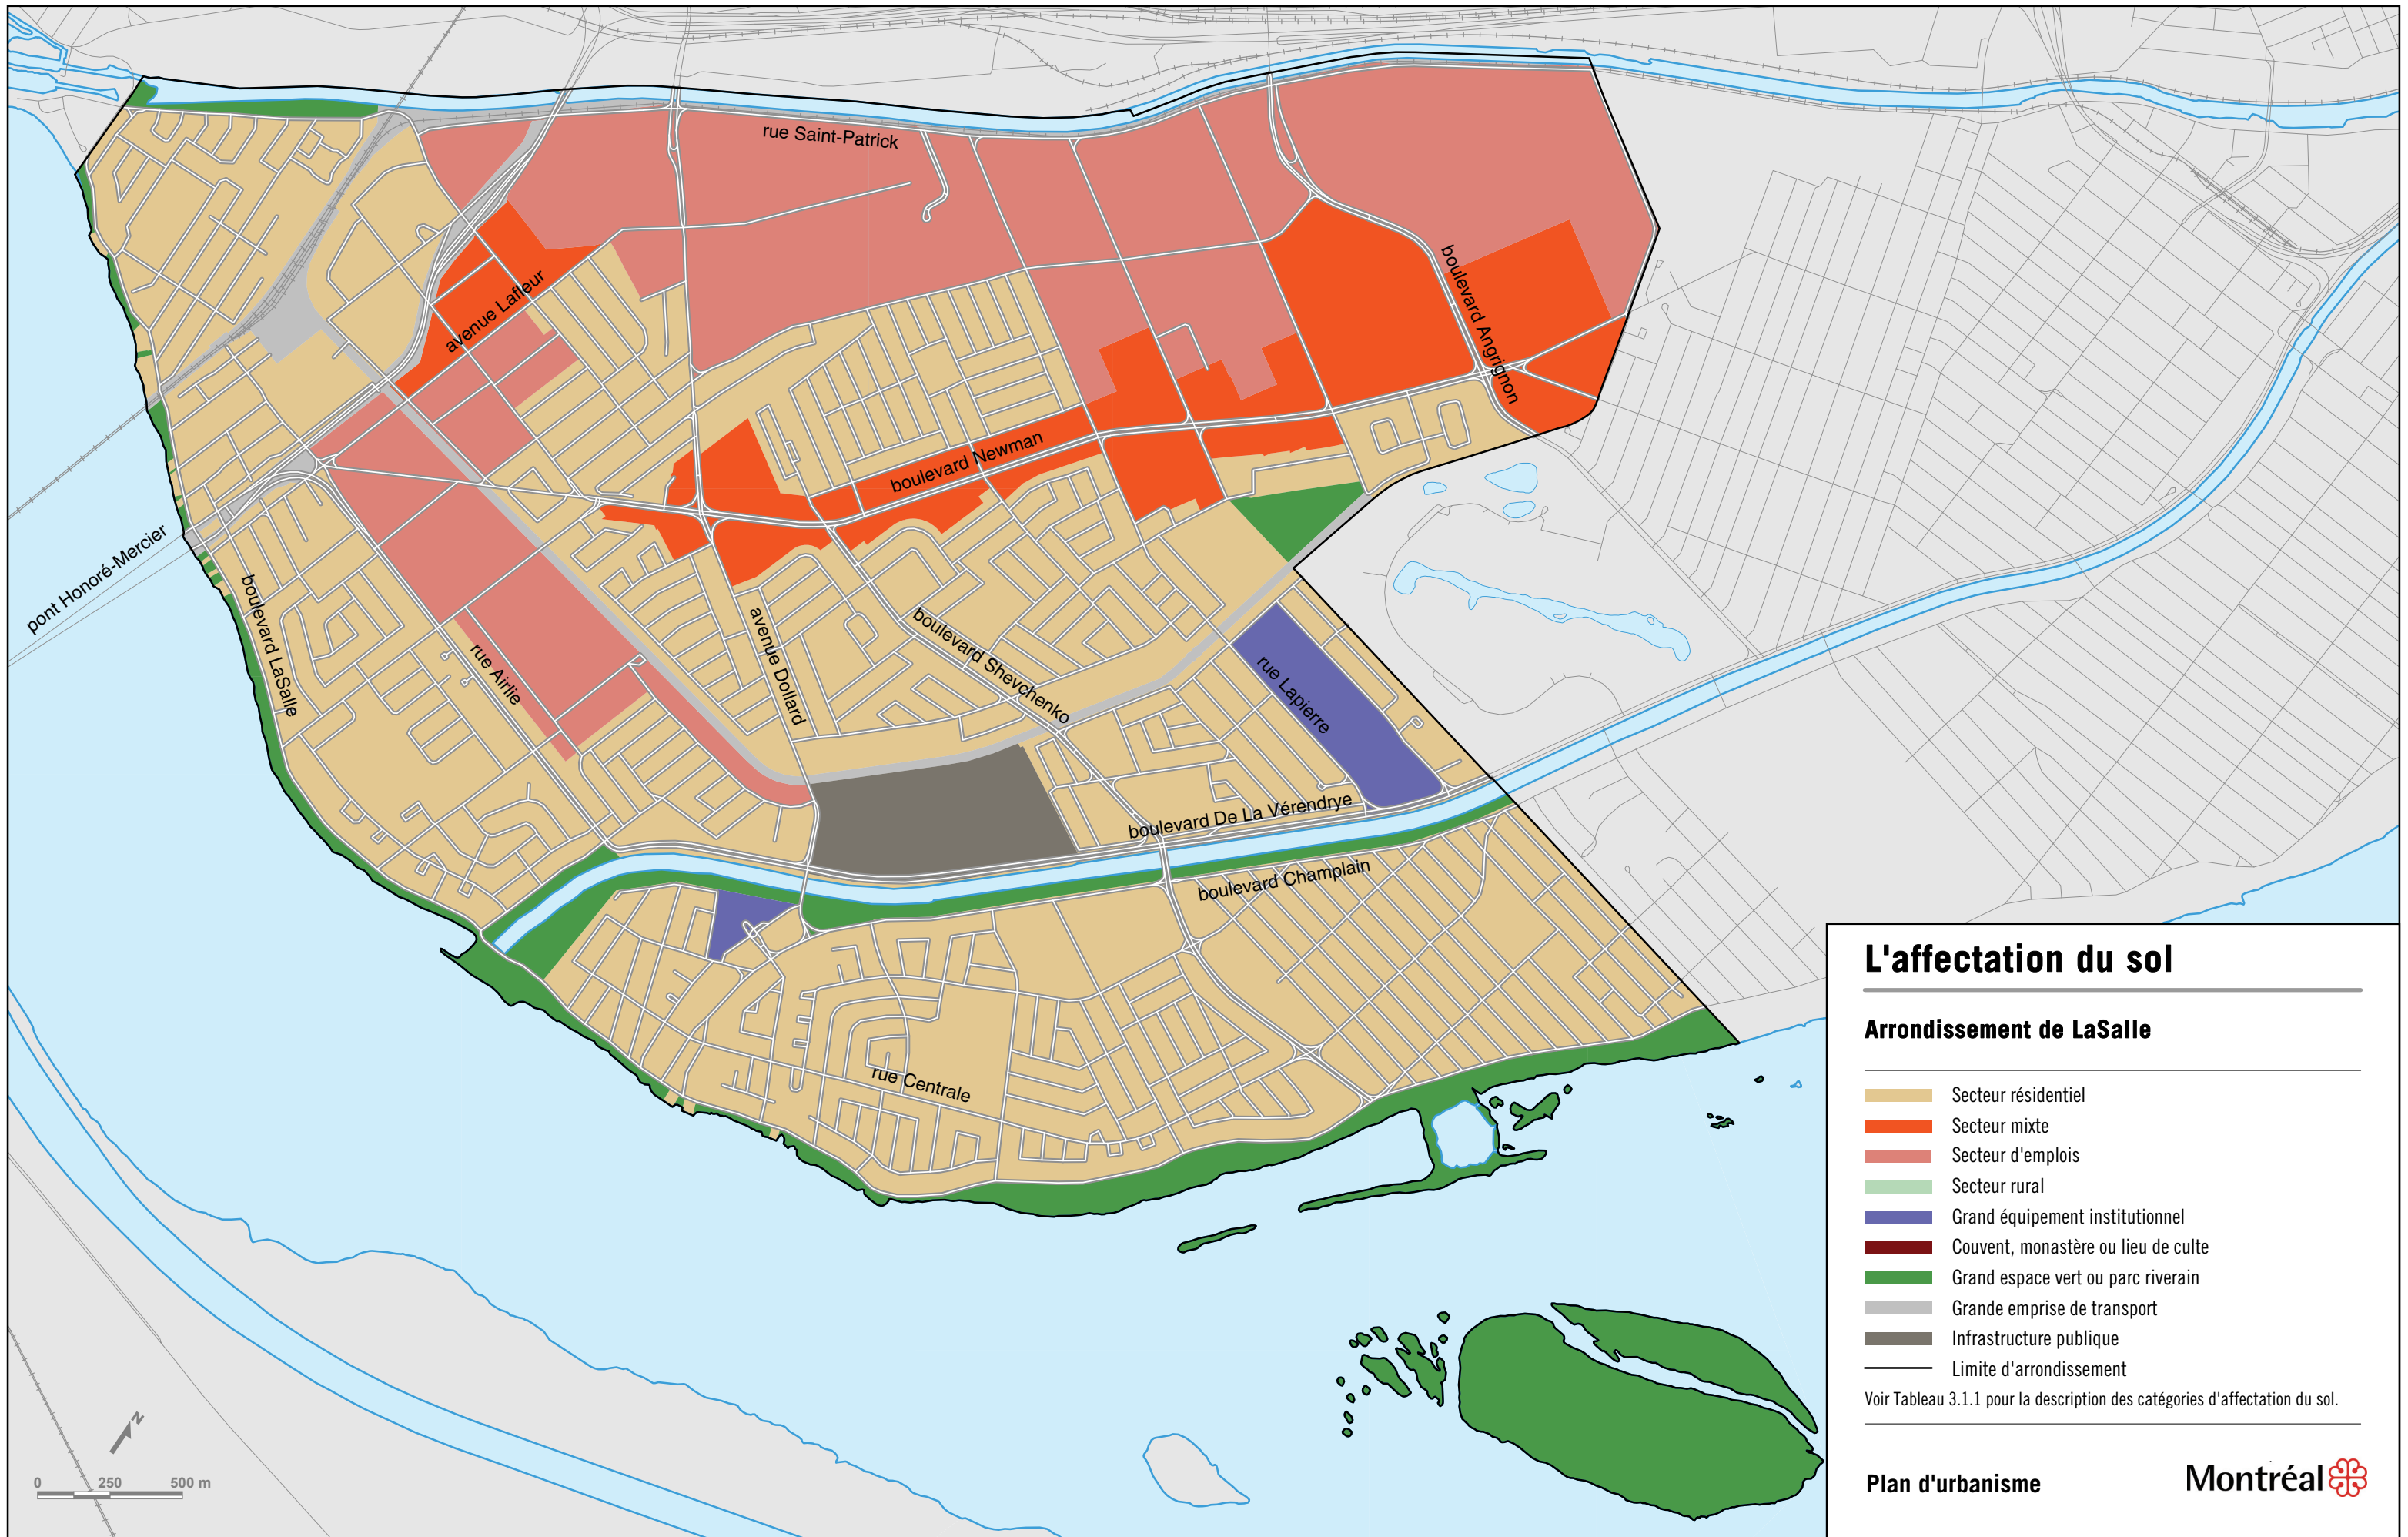 rue Saint-Patrick
avenue Lafleur
boulevard Angrignon
boulevard Newman
pont Honoré-Mercier
boulevard LaSalle
rue Airlie
avenue Dollard
boulevard Shevchenko
rue Lapierre
boulevard De La Vérendrye
boulevard Champlain
rue Centrale
N
0 250 500 m
L'affectation du sol
Arrondissement de LaSalle
Secteur résidentiel
Secteur mixte
Secteur d'emplois
Secteur rural
Grand équipement institutionnel
Couvent, monastère ou lieu de culte
Grand espace vert ou parc riverain
Grande emprise de transport
Infrastructure publique
Limite d'arrondissement
Voir Tableau 3.1.1 pour la description des catégories d'affectation du sol.
Plan d'urbanisme
Montréal